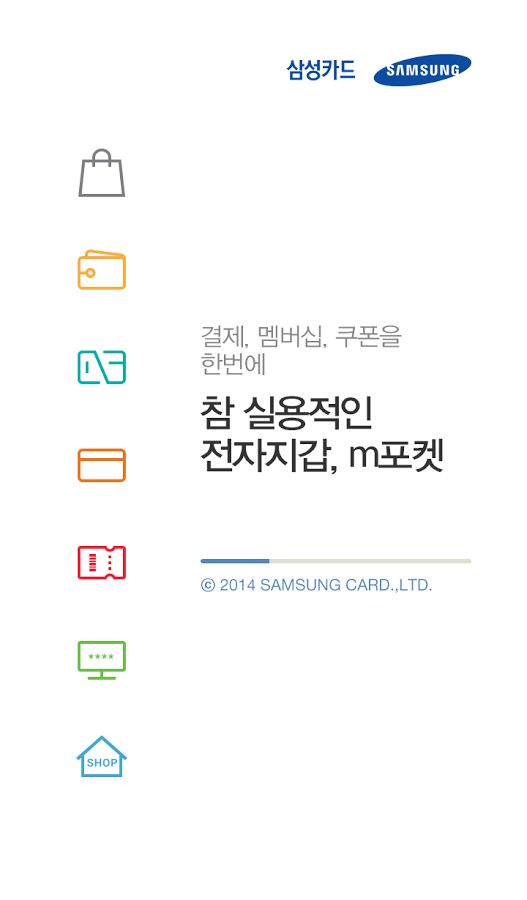 삼성카드 SAMSUNG
결제, 멤버십, 쿠폰을
한번에
참 실용적인
전자지갑, m포켓
ⓒ 2014 SAMSUNG CARD.,LTD.
****
SHOP